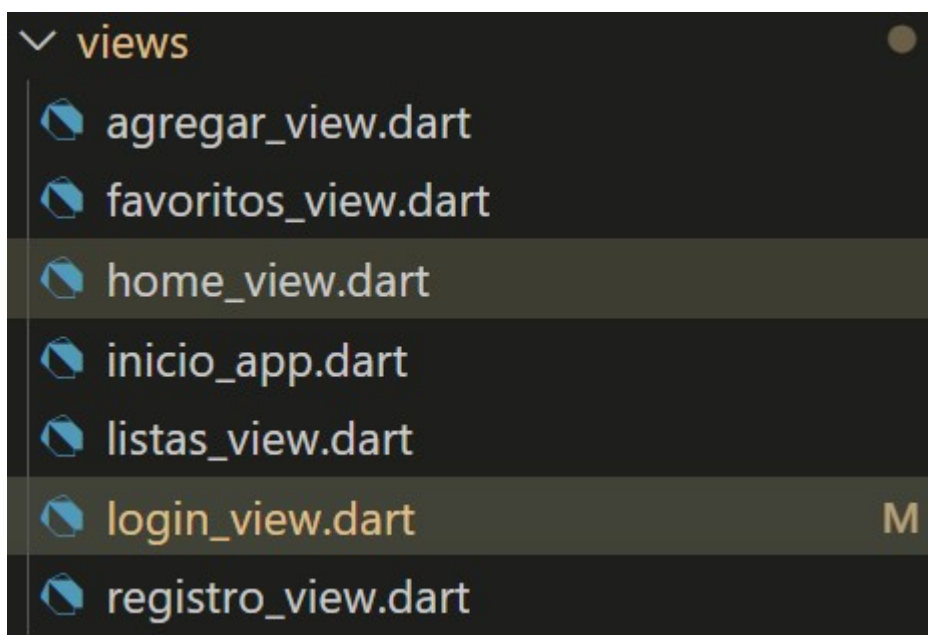 views
agregar_view.dart
favoritos_view.dart
home_view.dart
inicio_app.dart
listas_view.dart
login_view.dart M
registro_view.dart